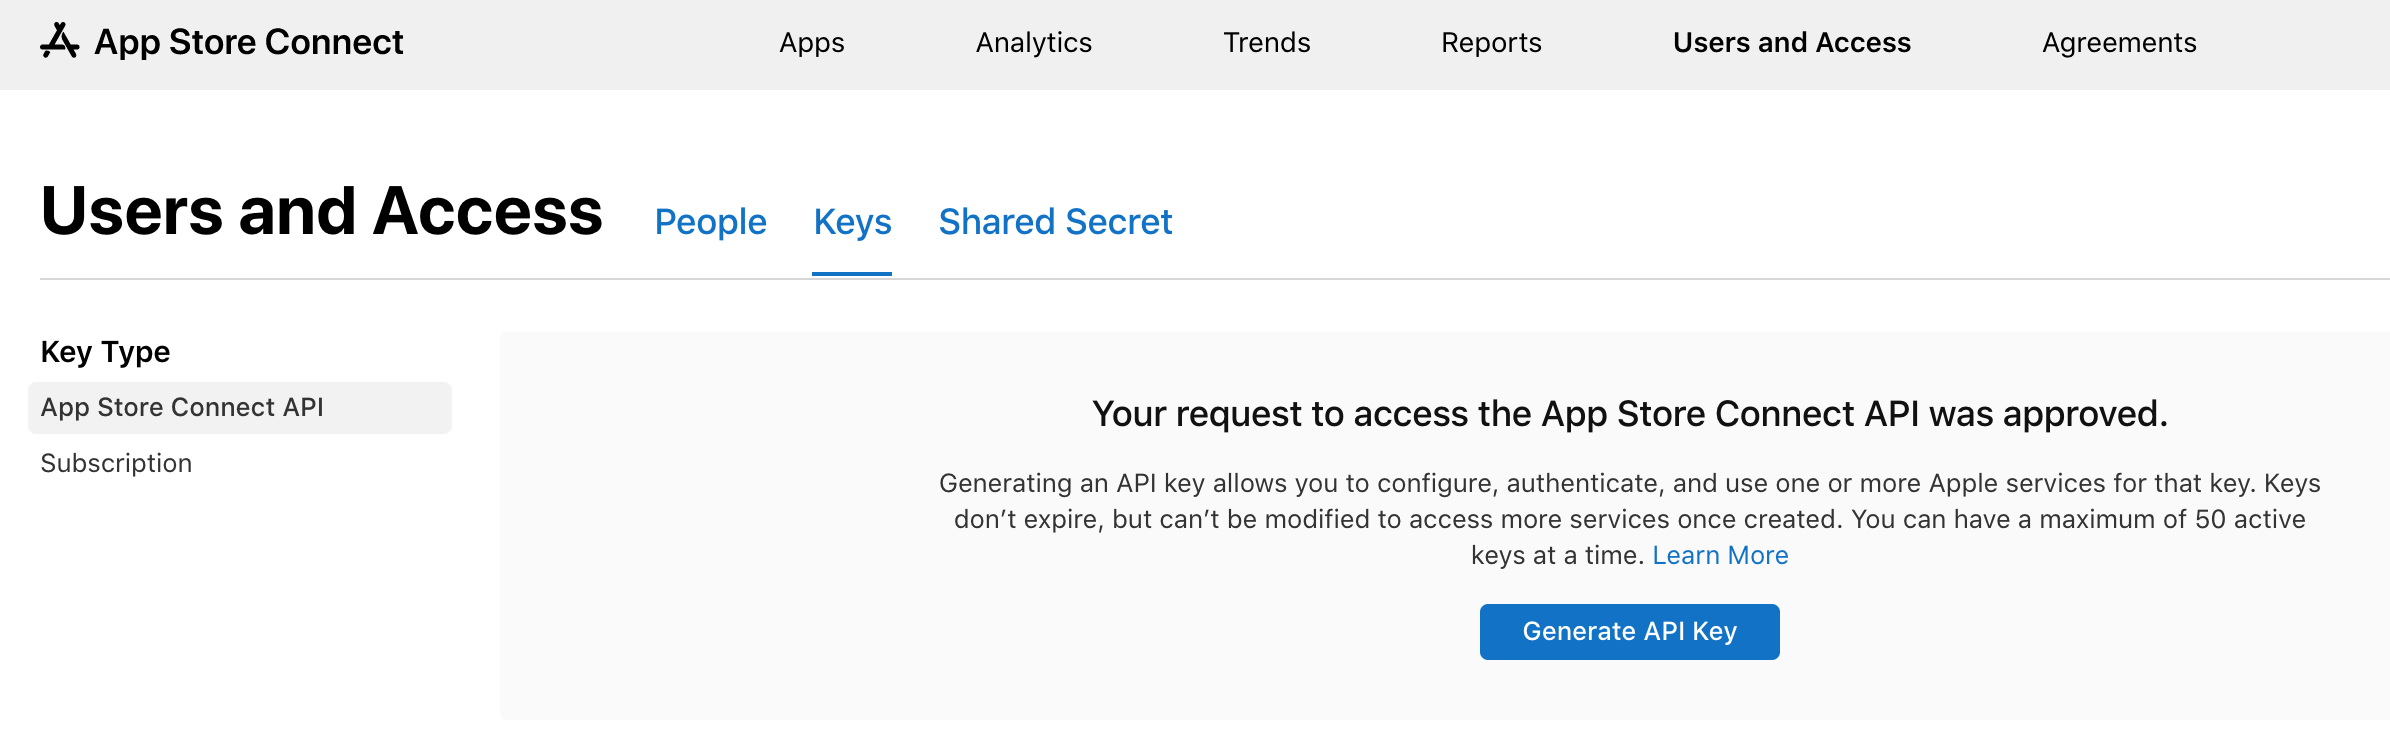 App Store Connect
Apps Analytics Trends Reports Users and Access Agreements
Users and Access People Keys Shared Secret
Key Type
App Store Connect API
Subscription
Your request to access the App Store Connect API was approved.
Generating an API key allows you to configure, authenticate, and use one or more Apple services for that key. Keys
don’t expire, but can’t be modified to access more services once created. You can have a maximum of 50 active
keys at a time. Learn More
Generate API Key